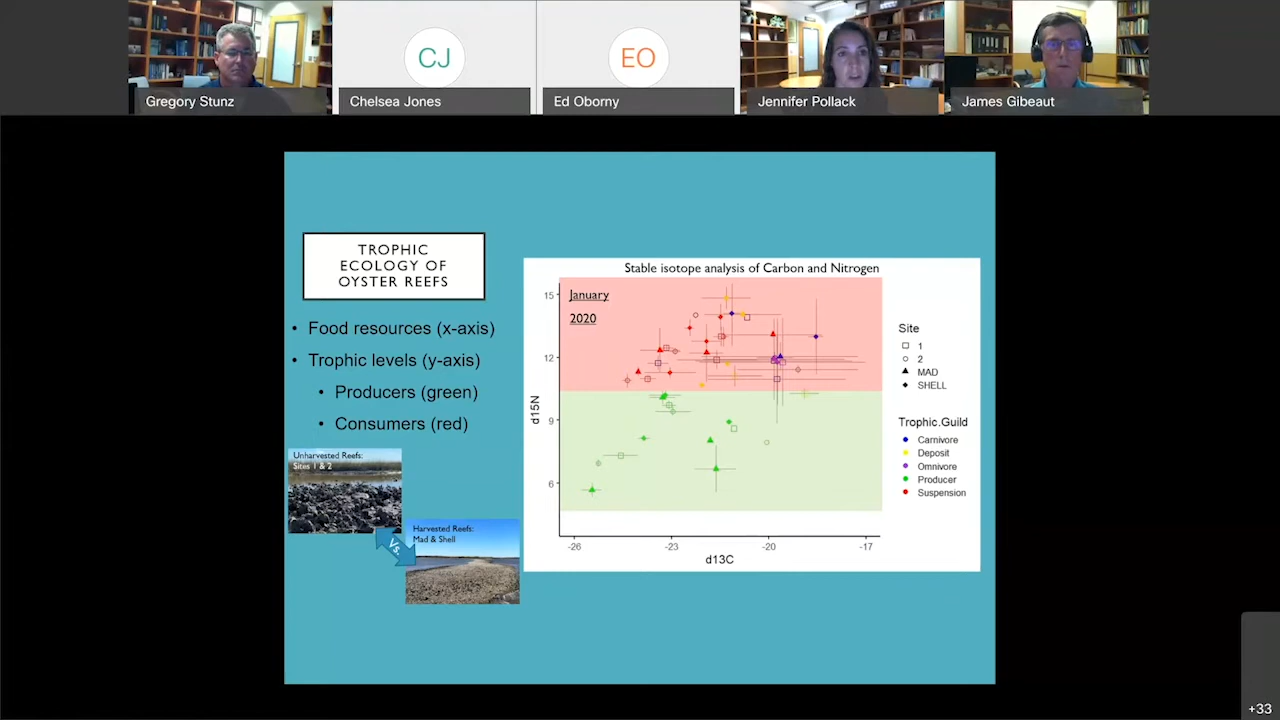 CJ
EO
Gregory Stunz
Chelsea Jones
Ed Oborny
Jennifer Pollack
James Gibeaut
TROPHIC
ECOLOGY OF
OYSTER REEFS
• Food resources (x-axis)
• Trophic levels (y-axis)
• Producers (green)
• Consumers (red)
Unharvested Reefs:
Sites 1 & 2
Vs.
Harvested Reefs:
Mad & Shell
Stable isotope analysis of Carbon and Nitrogen
January
2020
15
12
9
6
d15N
-26
-23
-20
-17
d13C
Site
1
2
MAD
SHELL
Trophic.Guild
Carnivore
Deposit
Omnivore
Producer
Suspension
+33